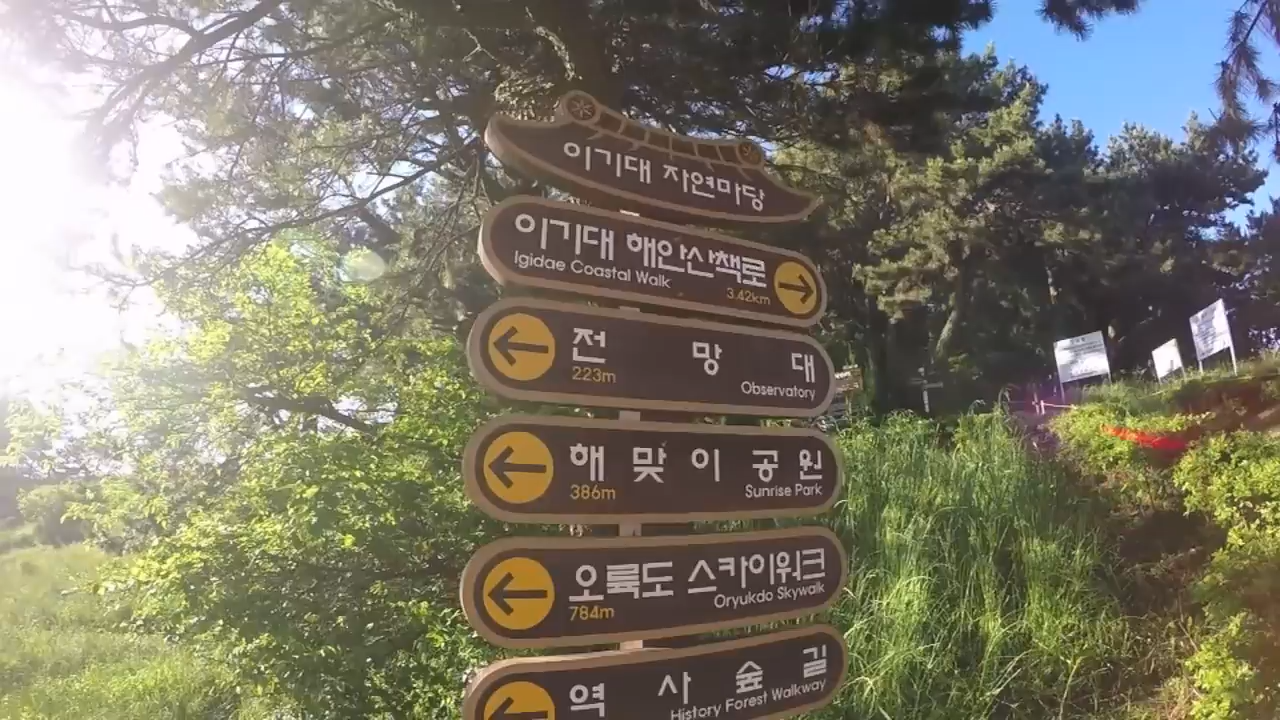 이기대 자연마당
이기대 해안산책로
Igidae Coastal Walk
3.42km
전 망 대
223m
Observatory
해 맞 이 공 원
386m
Sunrise Park
오륙도 스카이워크
784m
Oryukdo Skywalk
역 사 숲 길
History Forest Walkway